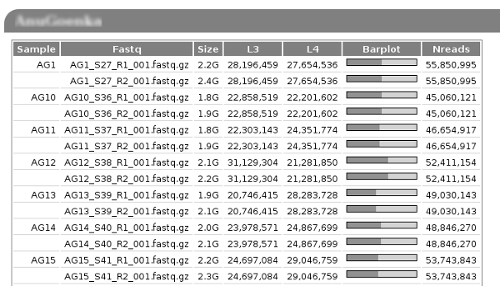 AnuGoenka
Sample Fastq Size L3 L4 Barplot Nreads
AG1 AG1_S27_R1_001.fastq.gz 2.2G 28,196,459 27,654,536 55,850,995
AG1_S27_R2_001.fastq.gz 2.4G 28,196,459 27,654,536 55,850,995
AG10 AG10_S36_R1_001.fastq.gz 1.8G 22,858,519 22,201,602 45,060,121
AG10_S36_R2_001.fastq.gz 1.9G 22,858,519 22,201,602 45,060,121
AG11 AG11_S37_R1_001.fastq.gz 1.8G 22,303,143 24,351,774 46,654,917
AG11_S37_R2_001.fastq.gz 1.9G 22,303,143 24,351,774 46,654,917
AG12 AG12_S38_R1_001.fastq.gz 2.1G 31,129,304 21,281,850 52,411,154
AG12_S38_R2_001.fastq.gz 2.2G 31,129,304 21,281,850 52,411,154
AG13 AG13_S39_R1_001.fastq.gz 1.9G 20,746,415 28,283,728 49,030,143
AG13_S39_R2_001.fastq.gz 2.1G 20,746,415 28,283,728 49,030,143
AG14 AG14_S40_R1_001.fastq.gz 2.0G 23,978,571 24,867,699 48,846,270
AG14_S40_R2_001.fastq.gz 2.1G 23,978,571 24,867,699 48,846,270
AG15 AG15_S41_R1_001.fastq.gz 2.2G 24,697,084 29,046,759 53,743,843
AG15_S41_R2_001.fastq.gz 2.3G 24,697,084 29,046,759 53,743,843